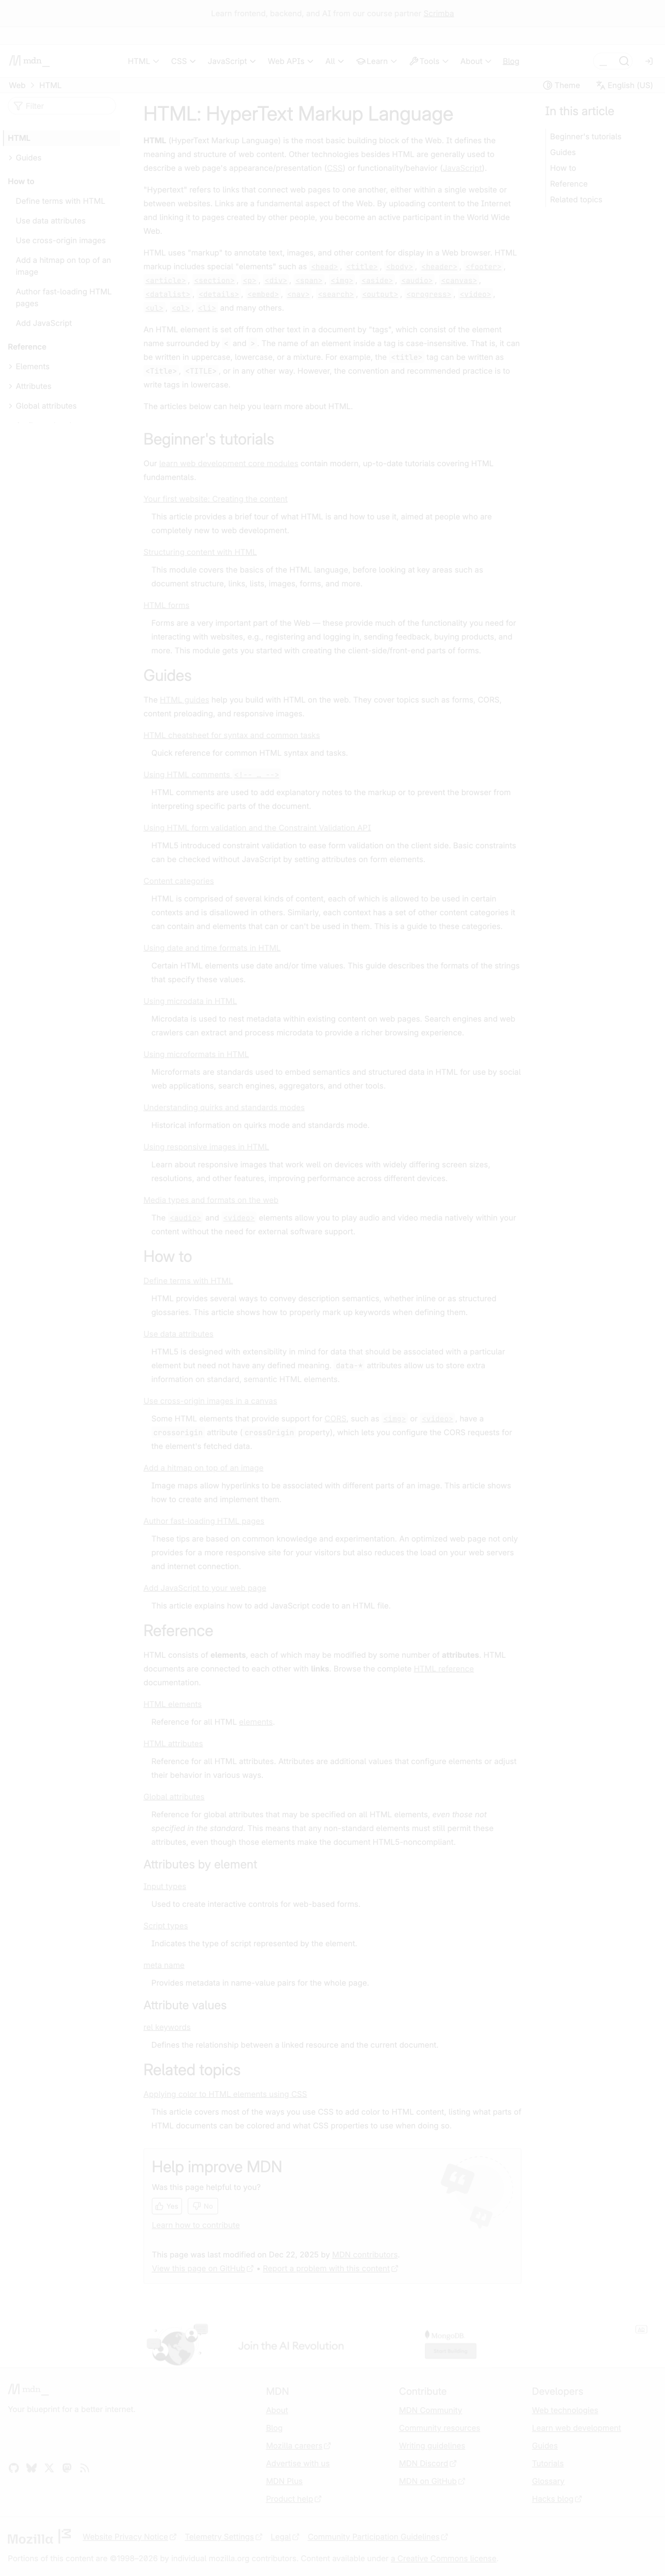 Learn frontend, backend, and AI from our course partner Scrimba
mdn_
HTML CSS JavaScript Web APIs All Learn Tools About Blog
Web > HTML
Theme English (US)
Filter
HTML
Guides
How to
Define terms with HTML
Use data attributes
Use cross-origin images
Add a hitmap on top of an
image
Author fast-loading HTML
pages
Add JavaScript
Reference
Elements
Attributes
Global attributes
HTML: HyperText Markup Language
HTML (HyperText Markup Language) is the most basic building block of the Web. It defines the
meaning and structure of web content. Other technologies besides HTML are generally used to
describe a web page's appearance/presentation (CSS) or functionality/behavior (JavaScript).
"Hypertext" refers to links that connect web pages to one another, either within a single website or
between websites. Links are a fundamental aspect of the Web. By uploading content to the Internet
and linking it to pages created by other people, you become an active participant in the World Wide
Web.
HTML uses "markup" to annotate text, images, and other content for display in a Web browser. HTML
markup includes special "elements" such as <head>, <title>, <body>, <header>, <footer>,
<article>, <section>, <p>, <div>, <span>, <img>, <aside>, <audio>, <canvas>,
<datalist>, <details>, <embed>, <nav>, <search>, <output>, <progress>, <video>,
<ul>, <ol>, <li> and many others.
An HTML element is set off from other text in a document by "tags", which consist of the element
name surrounded by < and >. The name of an element inside a tag is case-insensitive. That is, it can
be written in uppercase, lowercase, or a mixture. For example, the <title> tag can be written as
<Title>, <TITLE>, or in any other way. However, the convention and recommended practice is to
write tags in lowercase.
The articles below can help you learn more about HTML.
Beginner's tutorials
Our learn web development core modules contain modern, up-to-date tutorials covering HTML
fundamentals.
Your first website: Creating the content
This article provides a brief tour of what HTML is and how to use it, aimed at people who are
completely new to web development.
Structuring content with HTML
This module covers the basics of the HTML language, before looking at key areas such as
document structure, links, lists, images, forms, and more.
HTML forms
Forms are a very important part of the Web — these provide much of the functionality you need for
interacting with websites, e.g., registering and logging in, sending feedback, buying products, and
more. This module gets you started with creating the client-side/front-end parts of forms.
Guides
The HTML guides help you build with HTML on the web. They cover topics such as forms, CORS,
content preloading, and responsive images.
HTML cheatsheet for syntax and common tasks
Quick reference for common HTML syntax and tasks.
Using HTML comments <!-- … -->
HTML comments are used to add explanatory notes to the markup or to prevent the browser from
interpreting specific parts of the document.
Using HTML form validation and the Constraint Validation API
HTML5 introduced constraint validation to ease form validation on the client side. Basic constraints
can be checked without JavaScript by setting attributes on form elements.
Content categories
HTML is comprised of several kinds of content, each of which is allowed to be used in certain
contexts and is disallowed in others. Similarly, each context has a set of other content categories it
can contain and elements that can or can't be used in them. This is a guide to these categories.
Using date and time formats in HTML
Certain HTML elements use date and/or time values. This guide describes the formats of the strings
that specify these values.
Using microdata in HTML
Microdata is used to nest metadata within existing content on web pages. Search engines and web
crawlers can extract and process microdata to provide a richer browsing experience.
Using microformats in HTML
Microformats are standards used to embed semantics and structured data in HTML for use by social
web applications, search engines, aggregators, and other tools.
Understanding quirks and standards modes
Historical information on quirks mode and standards mode.
Using responsive images in HTML
Learn about responsive images that work well on devices with widely differing screen sizes,
resolutions, and other features, improving performance across different devices.
Media types and formats on the web
The <audio> and <video> elements allow you to play audio and video media natively within your
content without the need for external software support.
How to
Define terms with HTML
HTML provides several ways to convey description semantics, whether inline or as structured
glossaries. This article shows how to properly mark up keywords when defining them.
Use data attributes
HTML5 is designed with extensibility in mind for data that should be associated with a particular
element but need not have any defined meaning. data-* attributes allow us to store extra
information on standard, semantic HTML elements.
Use cross-origin images in a canvas
Some HTML elements that provide support for CORS, such as <img> or <video>, have a
crossorigin attribute (crossOrigin property), which lets you configure the CORS requests for
the element's fetched data.
Add a hitmap on top of an image
Image maps allow hyperlinks to be associated with different parts of an image. This article shows
how to create and implement them.
Author fast-loading HTML pages
These tips are based on common knowledge and experimentation. An optimized web page not only
provides for a more responsive site for your visitors but also reduces the load on your web servers
and internet connection.
Add JavaScript to your web page
This article explains how to add JavaScript code to an HTML file.
Reference
HTML consists of elements, each of which may be modified by some number of attributes. HTML
documents are connected to each other with links. Browse the complete HTML reference
documentation.
HTML elements
Reference for all HTML elements.
HTML attributes
Reference for all HTML attributes. Attributes are additional values that configure elements or adjust
their behavior in various ways.
Global attributes
Reference for global attributes that may be specified on all HTML elements, even those not
specified in the standard. This means that any non-standard elements must still permit these
attributes, even though those elements make the document HTML5-noncompliant.
Attributes by element
Input types
Used to create interactive controls for web-based forms.
Script types
Indicates the type of script represented by the element.
meta name
Provides metadata in name-value pairs for the whole page.
Attribute values
rel keywords
Defines the relationship between a linked resource and the current document.
Related topics
Applying color to HTML elements using CSS
This article covers most of the ways you use CSS to add color to HTML content, listing what parts of
HTML documents can be colored and what CSS properties to use when doing so.
In this article
Beginner's tutorials
Guides
How to
Reference
Related topics
Help improve MDN
Was this page helpful to you?
Yes No
Learn how to contribute
This page was last modified on Dec 22, 2025 by MDN contributors.
View this page on GitHub • Report a problem with this content
Join the AI Revolution
MongoDB
Ad
mdn_
Your blueprint for a better internet.
MDN
About
Blog
Mozilla careers
Advertise with us
MDN Plus
Product help
Contribute
MDN Community
Community resources
Writing guidelines
MDN Discord
MDN on GitHub
Developers
Web technologies
Learn web development
Guides
Tutorials
Glossary
Hacks blog
Mozilla
Website Privacy Notice Telemetry Settings Legal Community Participation Guidelines
Portions of this content are ©1998–2026 by individual mozilla.org contributors. Content available under a Creative Commons license.